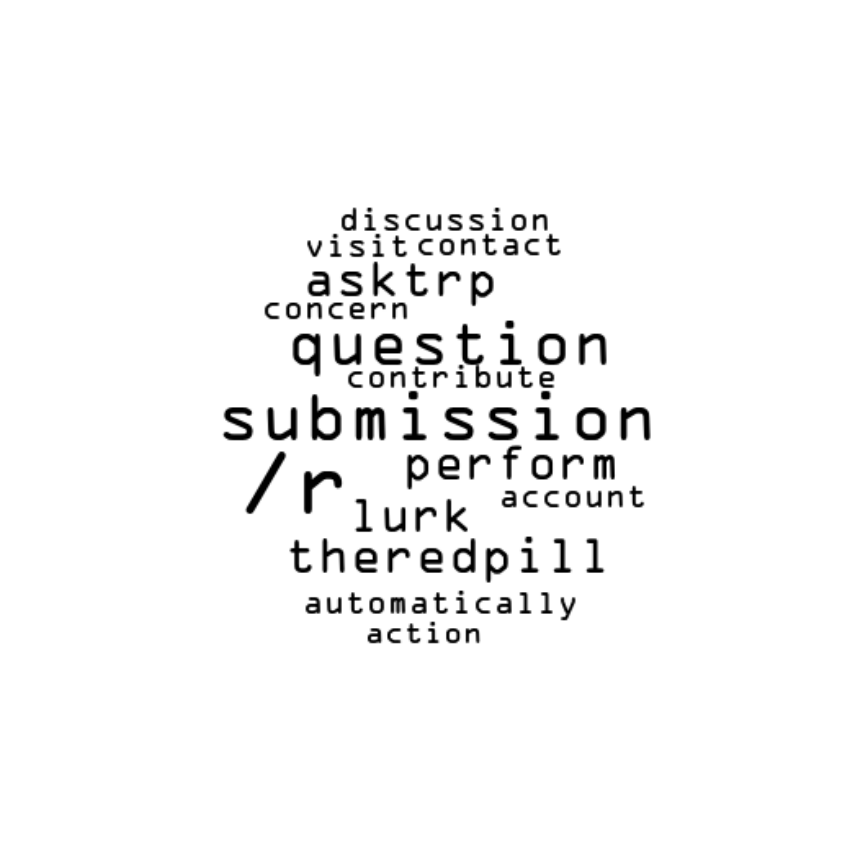 discussion
visit contact
asktrp
concern
question
contribute
submission
perform
/r
account
lurk
theredpill
automatically
action